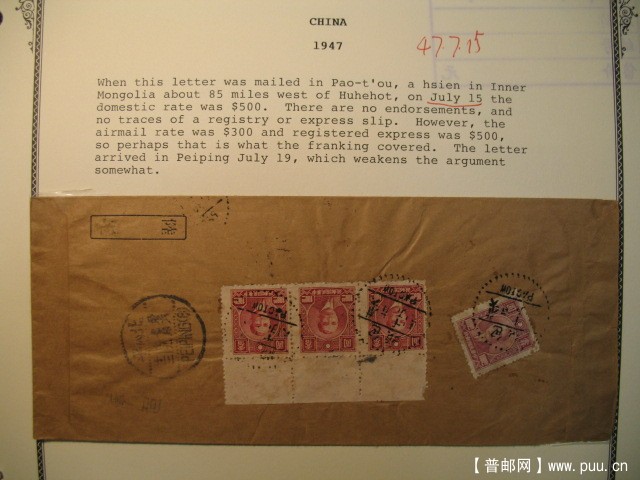 CHINA
1947
47.7.15
When this letter was mailed in Pao-t'ou, a hsien in Inner
Mongolia about 85 miles west of Huhehot, on July 15 the
domestic rate was $500. There are no endorsements, and
no traces of a registry or express slip. However, the
airmail rate was $300 and registered express was $500,
so perhaps that is what the franking covered. The letter
arrived in Peiping July 19, which weakens the argument
somewhat.
PAOTOW
PAOTOW
PAOTOW
【普邮网】www.puu.cn